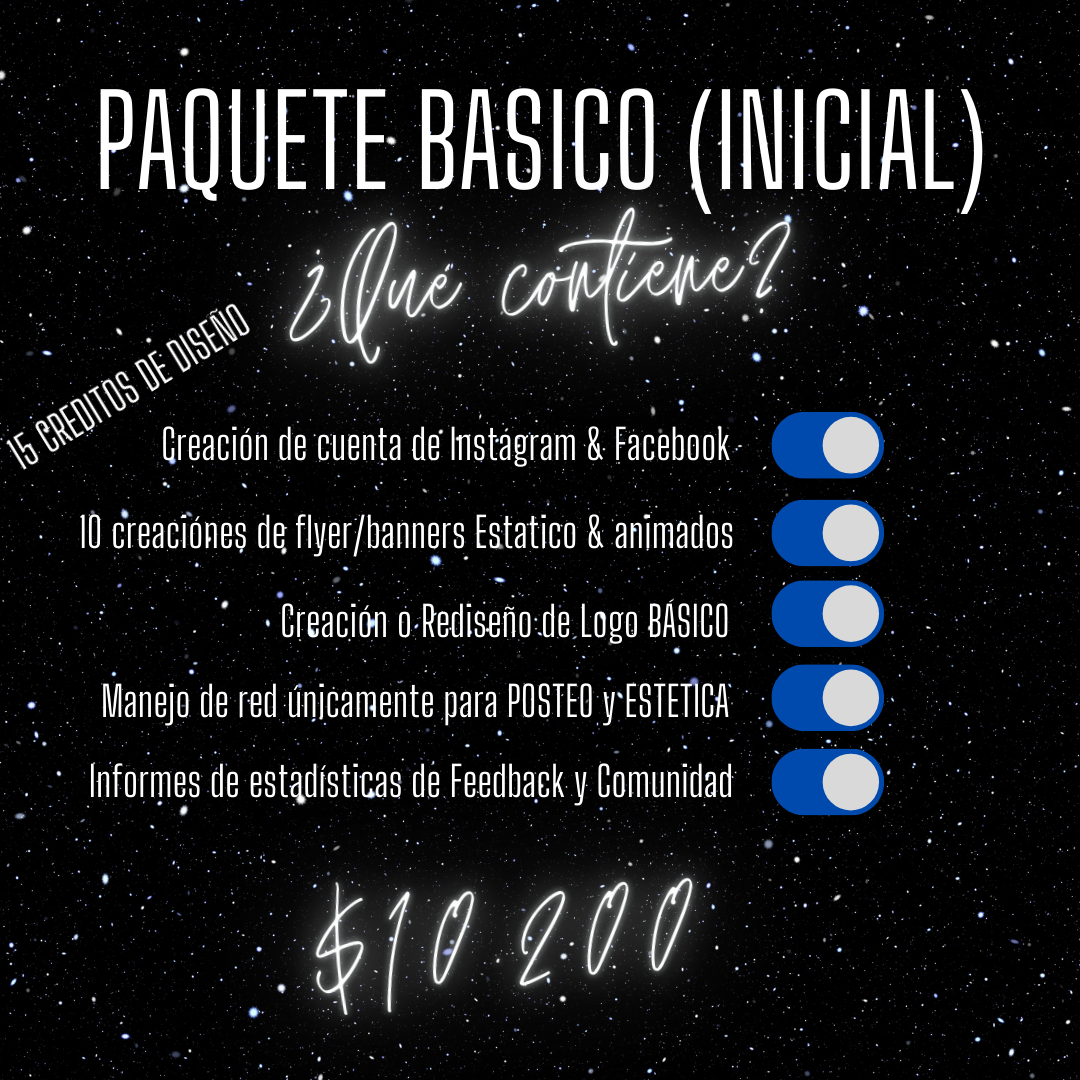 PAQUETE BASICO (INICIAL)
¿Que contiene?
15 CREDITOS DE DISEÑO
Creación de cuenta de Instagram & Facebook
10 creaciónes de flyer/banners Estatico & animados
Creación o Rediseño de Logo BÁSICO
Manejo de red únicamente para POSTEO y ESTETICA
Informes de estadísticas de Feedback y Comunidad
$10 200